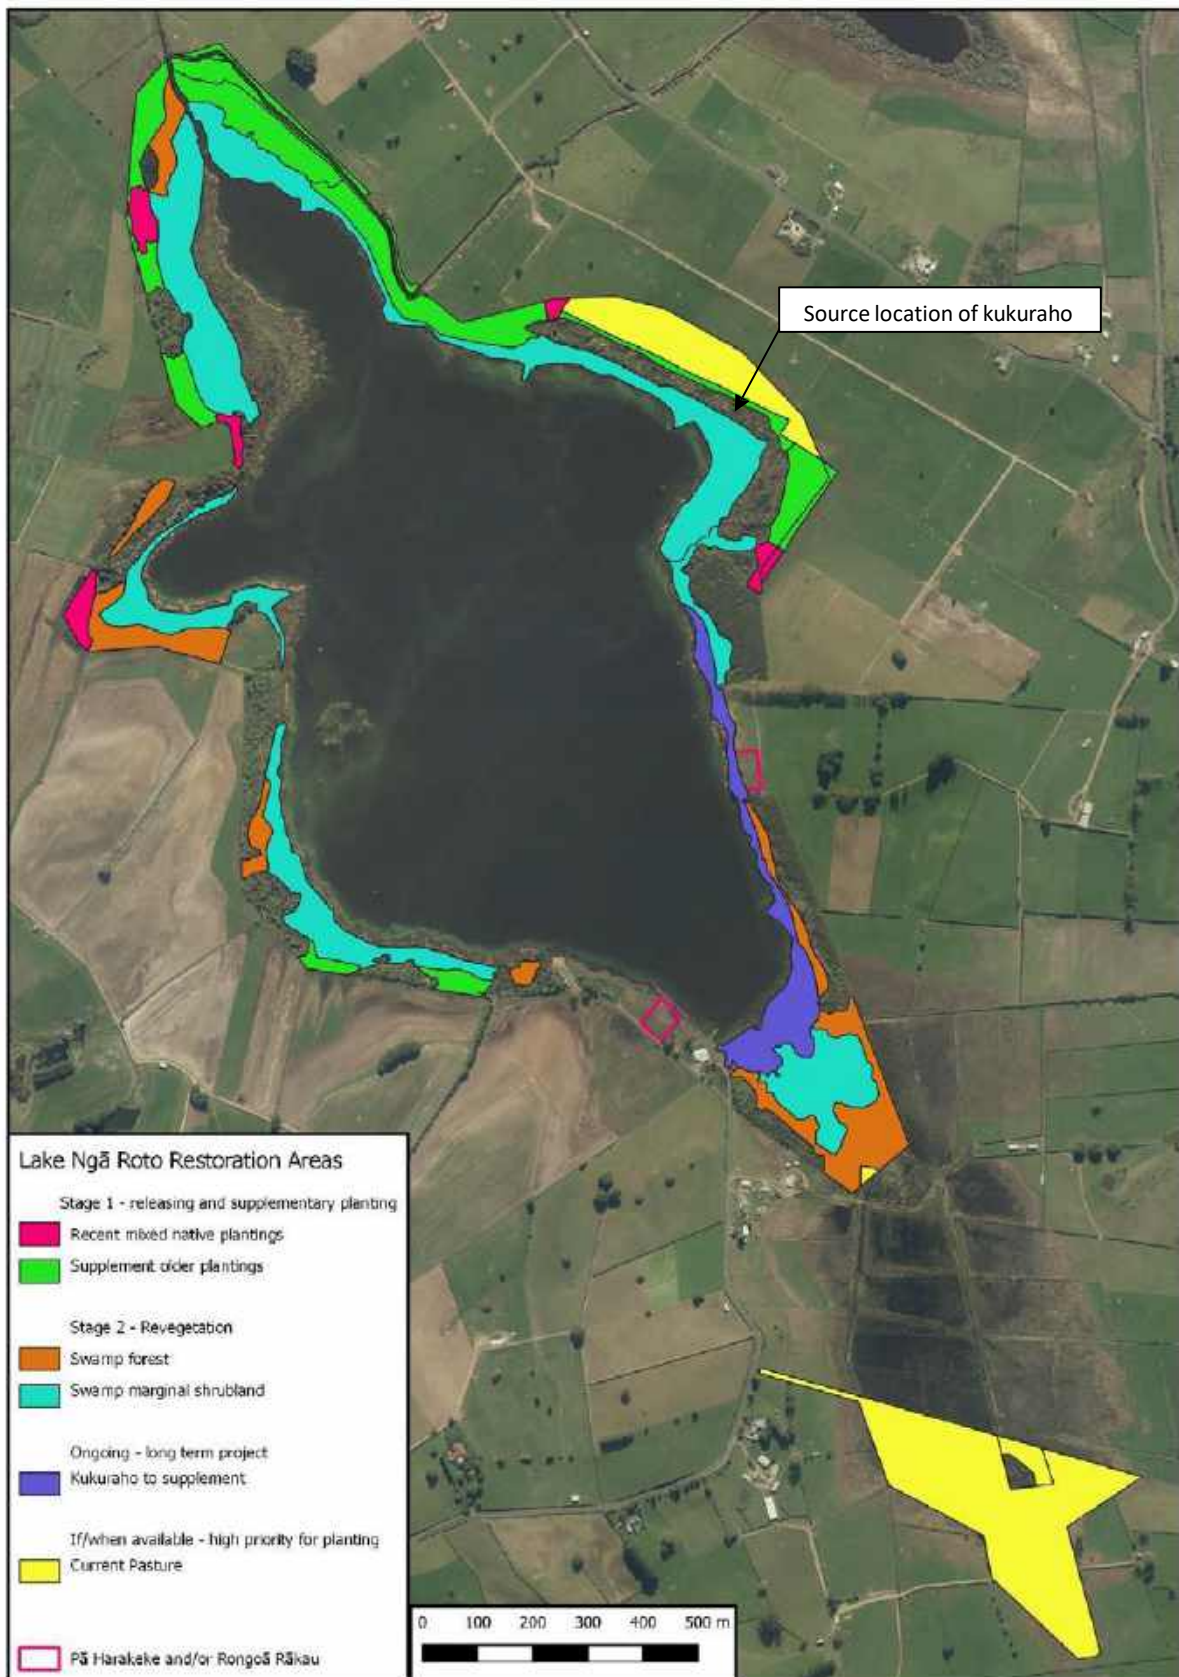 Source location of kukuraho
Lake Ngā Roto Restoration Areas
Stage 1 - releasing and supplementary planting
Recent mixed native plantings
Supplement older plantings
Stage 2 - Revegetation
Swamp forest
Swamp marginal shrubland
Ongoing - long term project
Kukuraho to supplement
If/when available - high priority for planting
Current Pasture
Pā Harakeke and/or Rongoā Rākau
0 100 200 300 400 500 m